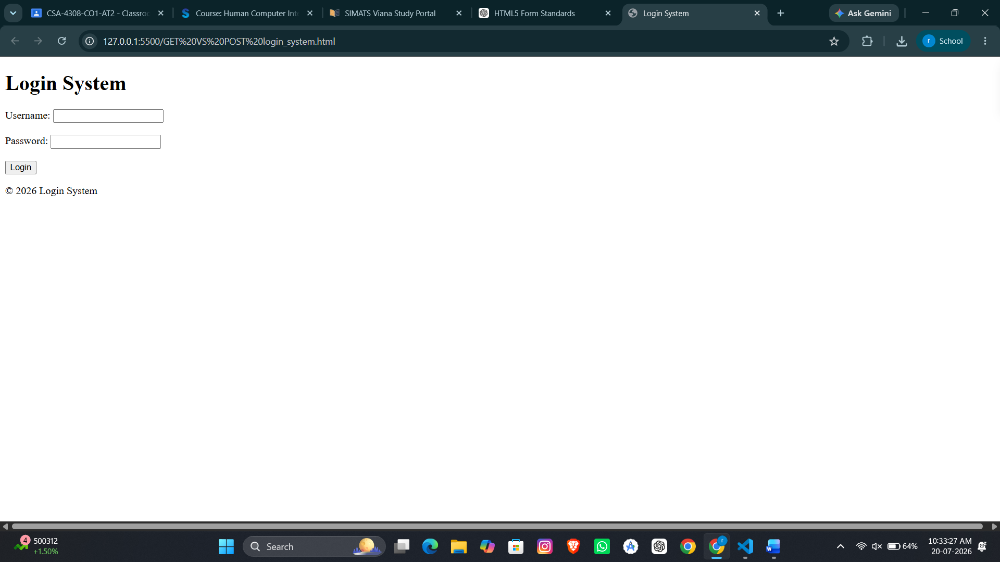 CSA-4308-CO1-AT2 - Classroo
Course: Human Computer Inte
SIMATS Viana Study Portal
HTML5 Form Standards
Login System
Ask Gemini
127.0.0.1:5500/GET%20VS%20POST%20login_system.html
r
School
Login System
Username:
Password:
Login
© 2026 Login System
4
500312
+1.50%
Search
r
W
64%
10:33:27 AM
20-07-2026